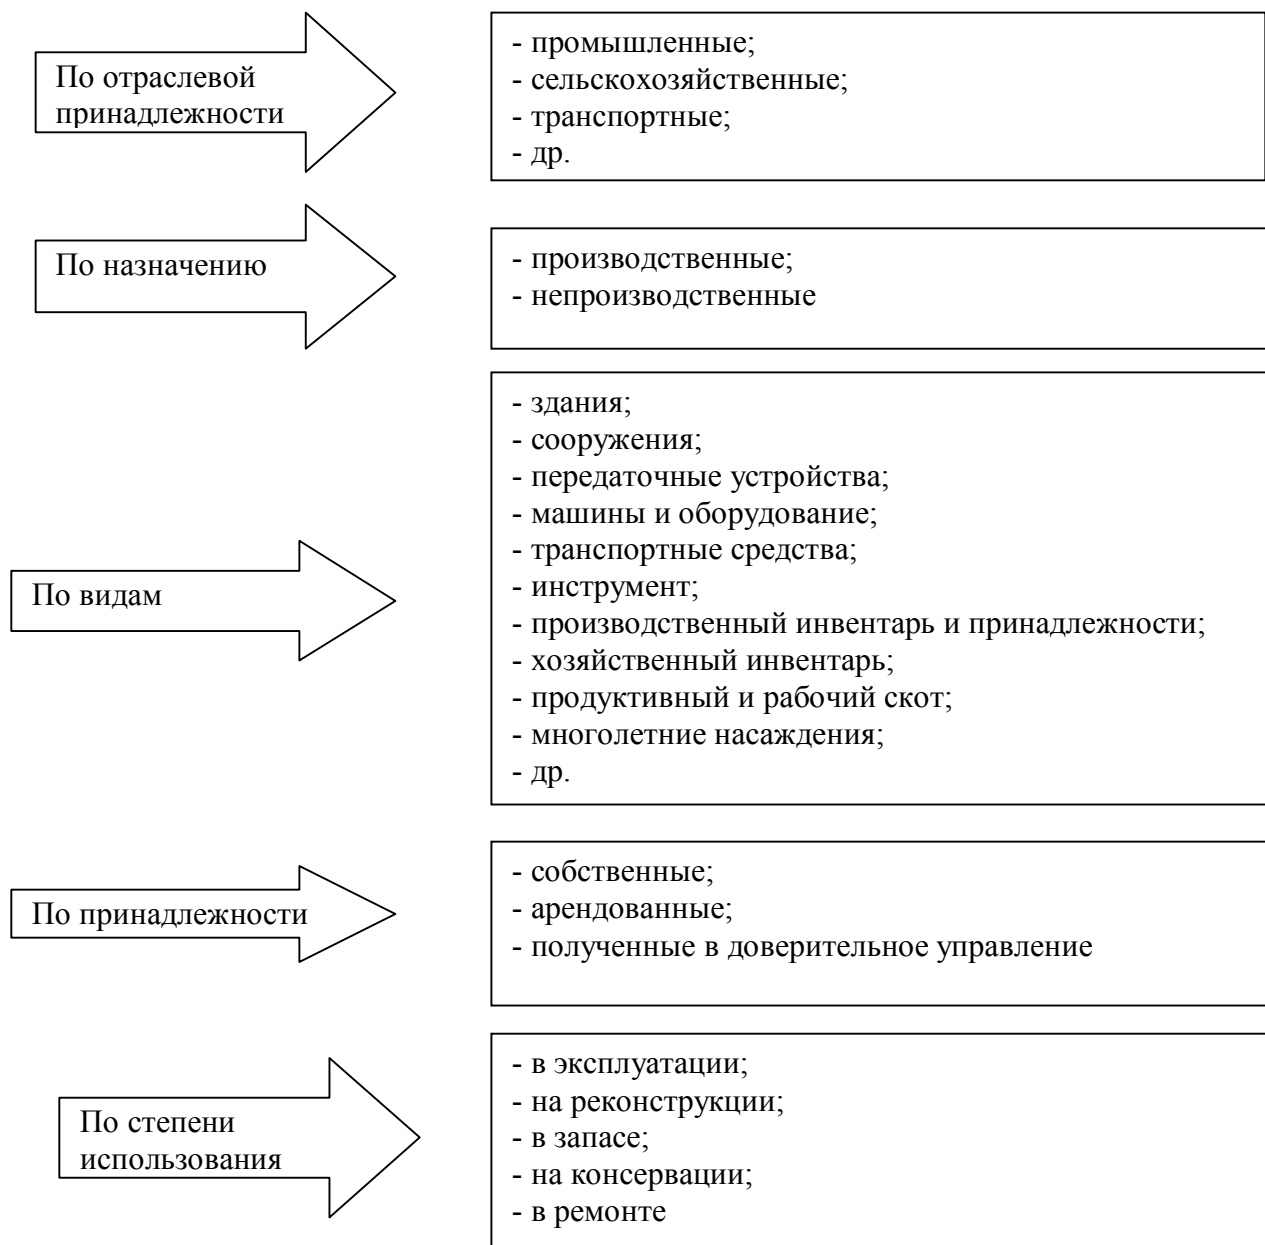 По отраслевой
принадлежности
- промышленные;
- сельскохозяйственные;
- транспортные;
- др.
По назначению
- производственные;
- непроизводственные
По видам
- здания;
- сооружения;
- передаточные устройства;
- машины и оборудование;
- транспортные средства;
- инструмент;
- производственный инвентарь и принадлежности;
- хозяйственный инвентарь;
- продуктивный и рабочий скот;
- многолетние насаждения;
- др.
По принадлежности
- собственные;
- арендованные;
- полученные в доверительное управление
По степени
использования
- в эксплуатации;
- на реконструкции;
- в запасе;
- на консервации;
- в ремонте